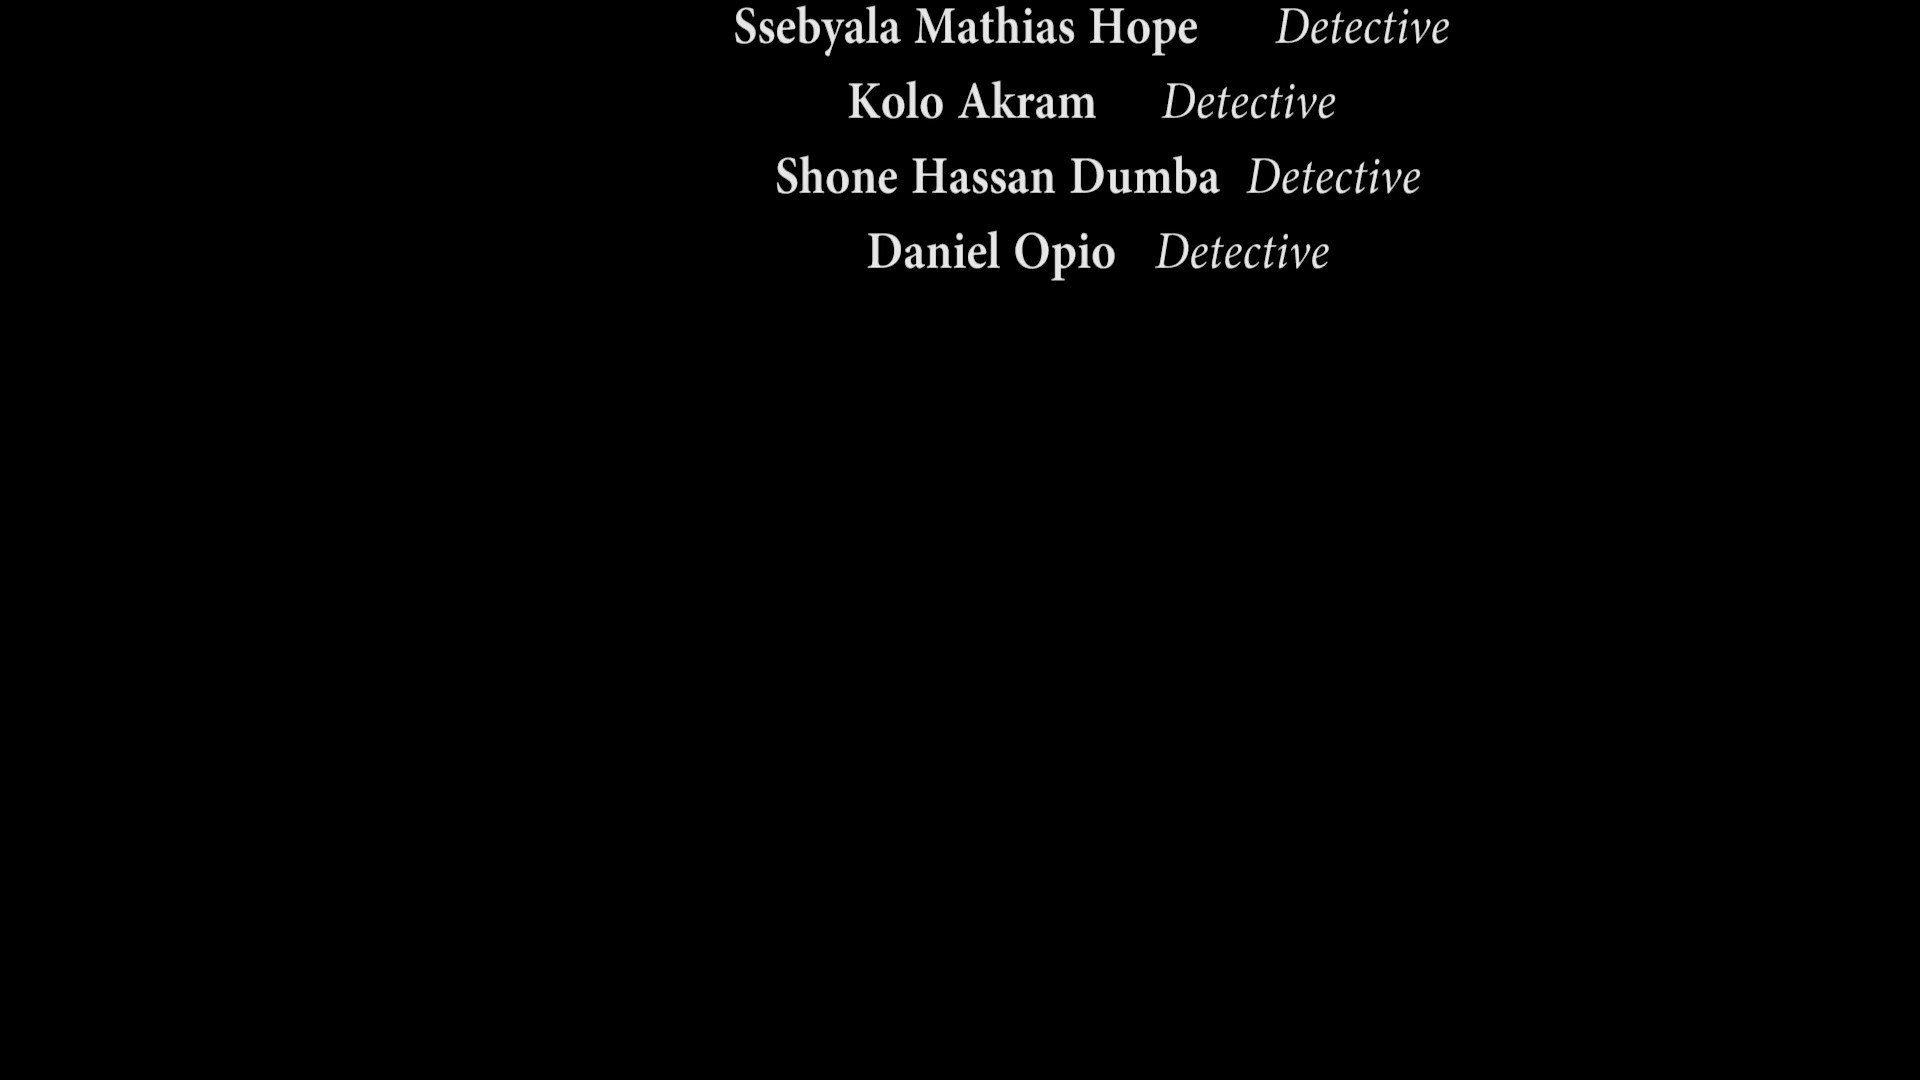 Ssebyala Mathias Hope Detective
Kolo Akram Detective
Shone Hassan Dumba Detective
Daniel Opio Detective